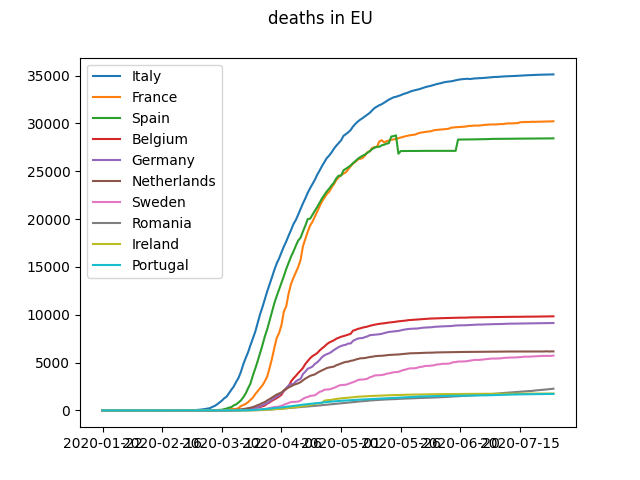 deaths in EU
35000
30000
25000
20000
15000
10000
5000
0
Italy
France
Spain
Belgium
Germany
Netherlands
Sweden
Romania
Ireland
Portugal
2020-01-22 2020-02-16 2020-03-12 2020-04-06 2020-05-01 2020-05-26 2020-06-20 2020-07-15